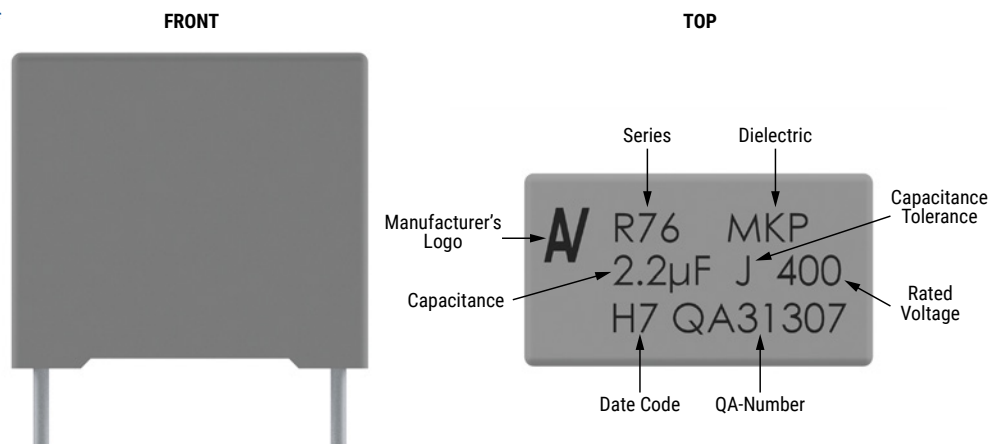 FRONT
TOP
Series
Dielectric
Capacitance
Tolerance
Manufacturer's
Logo
R76 MKP
2.2µF J 400
H7 QA31307
Capacitance
Rated
Voltage
Date Code
QA-Number